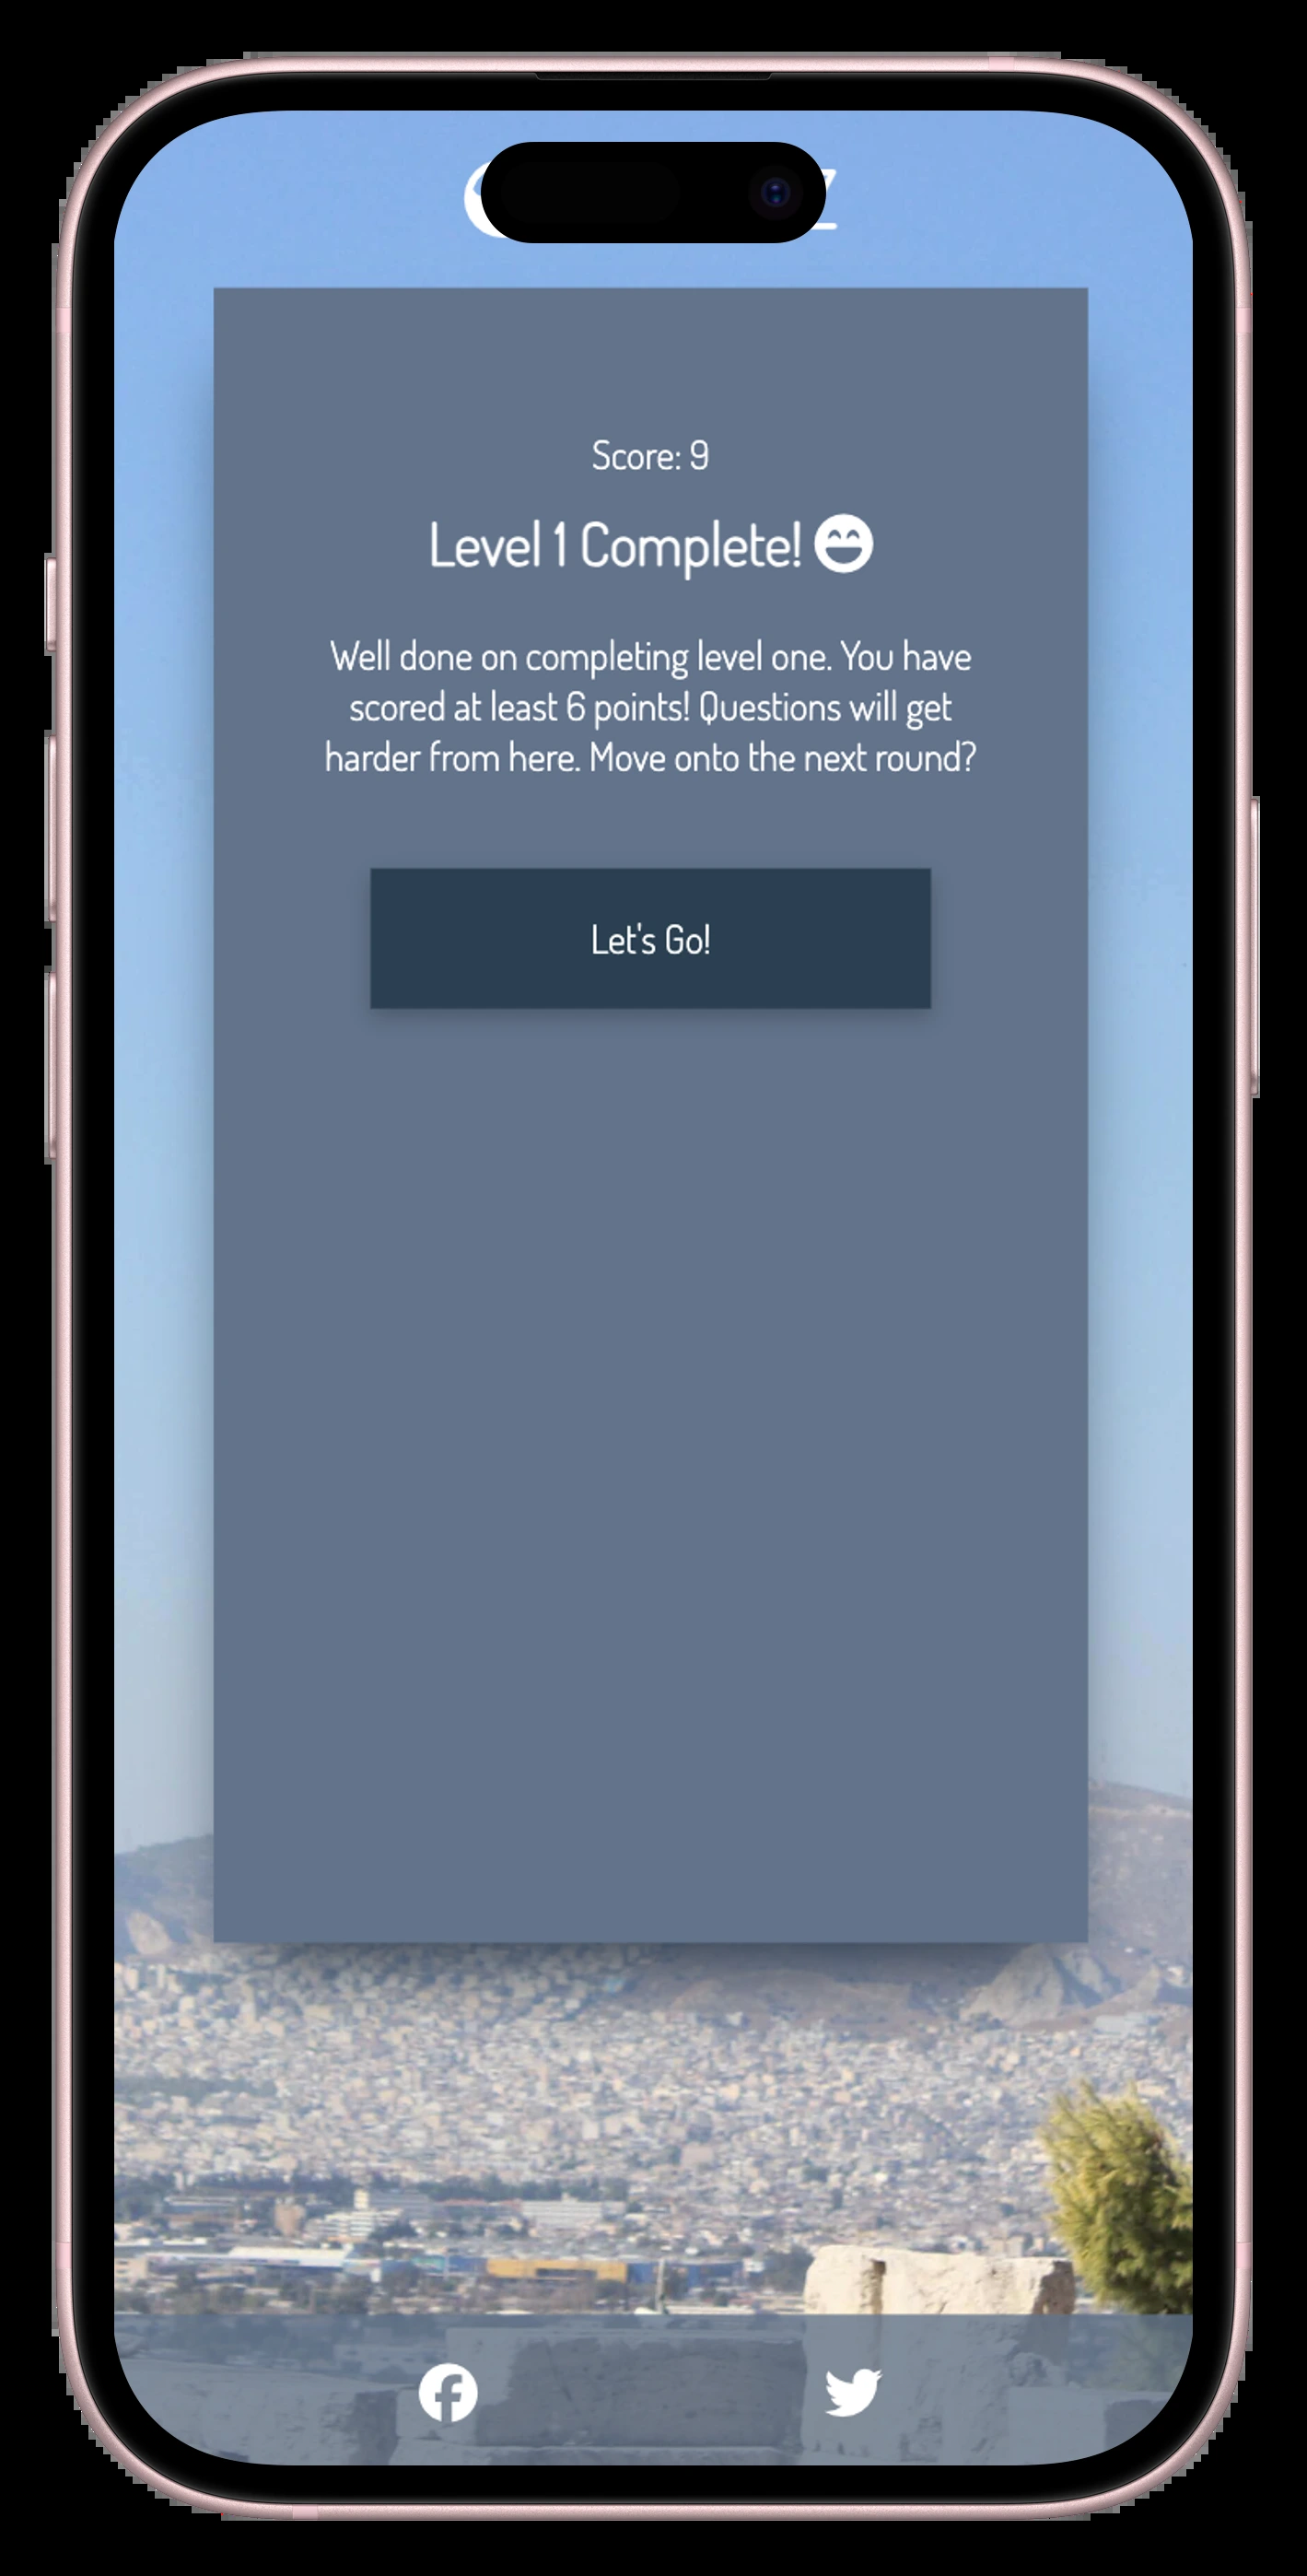 Score: 9
Level 1 Complete!
Well done on completing level one. You have
scored at least 6 points! Questions will get
harder from here. Move onto the next round?
Let's Go!